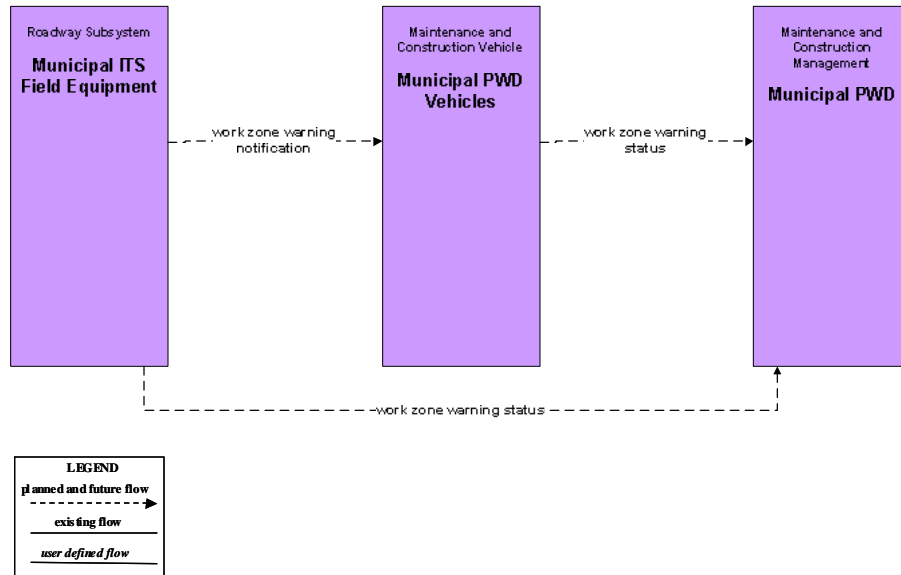 Roadway Subsystem
Municipal ITS
Field Equipment
Maintenance and
Construction Vehicle
Municipal PWD
Vehicles
Maintenance and
Construction
Management
Municipal PWD
work zone warning
notification
work zone warning
status
work zone warning status
LEGEND
planned and future flow
existing flow
user defined flow